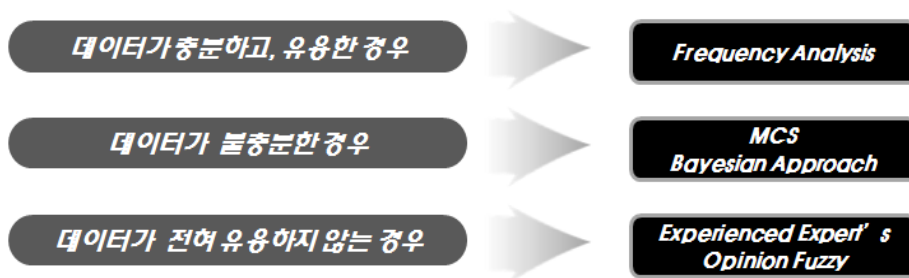 데이터가 충분하고, 유용한 경우
Frequency Analysis
데이터가 불충분한 경우
MCS
Bayesian Approach
데이터가 전혀 유용하지 않는 경우
Experienced Expert's
Opinion Fuzzy